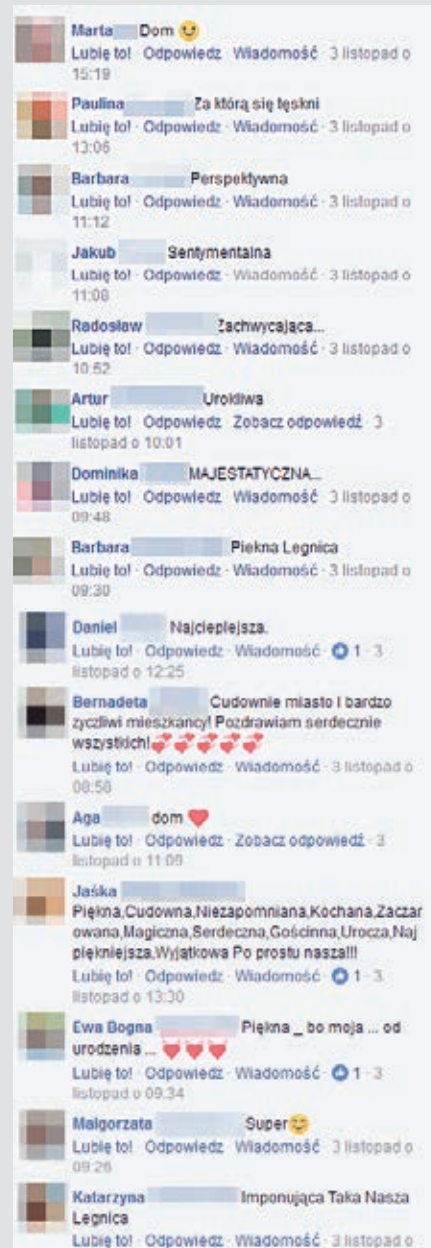 Marta Dom
Lubię to! · Odpowiedz · Wiadomość · 3 listopad o
15:19
Paulina Za którą się tęskni
Lubię to! · Odpowiedz · Wiadomość · 3 listopad o
13:06
Barbara Perspektywna
Lubię to! · Odpowiedz · Wiadomość · 3 listopad o
11:12
Jakub Sentymentalna
Lubię to! · Odpowiedz · Wiadomość · 3 listopad o
11:08
Radosław Zachwycająca...
Lubię to! · Odpowiedz · Wiadomość · 3 listopad o
10:52
Artur Urokliwa
Lubię to! · Odpowiedz · Zobacz odpowiedź · 3
listopad o 10:01
Dominika MAJESTATYCZNA...
Lubię to! · Odpowiedz · Wiadomość · 3 listopad o
09:48
Barbara Piekna Legnica
Lubię to! · Odpowiedz · Wiadomość · 3 listopad o
09:30
Daniel Najcieplejsza.
Lubię to! · Odpowiedz · Wiadomość · 1 · 3
listopad o 12:25
Bernadeta Cudownie miasto i bardzo
zyczliwi mieszkancy! Pozdrawiam serdecznie
wszystkich!
Lubię to! · Odpowiedz · Wiadomość · 3 listopad o
08:58
Aga dom
Lubię to! · Odpowiedz · Zobacz odpowiedź · 3
listopad o 11:09
Jaśka
Piękna,Cudowna,Niezapomniana,Kochana,Zaczar
owana,Magiczna,Serdeczna,Gościnna,Urocza,Naj
piękniejsza,Wyjątkowa Po prostu nasza!!!
Lubię to! · Odpowiedz · Wiadomość · 1 · 3
listopad o 13:30
Ewa Bogna Piękna _ bo moja ... od
urodzenia ...
Lubię to! · Odpowiedz · Wiadomość · 1 · 3
listopad o 09:34
Małgorzata Super
Lubię to! · Odpowiedz · Wiadomość · 3 listopad o
09:26
Katarzyna Imponująca Taka Nasza
Legnica
Lubię to! · Odpowiedz · Wiadomość · 3 listopad o